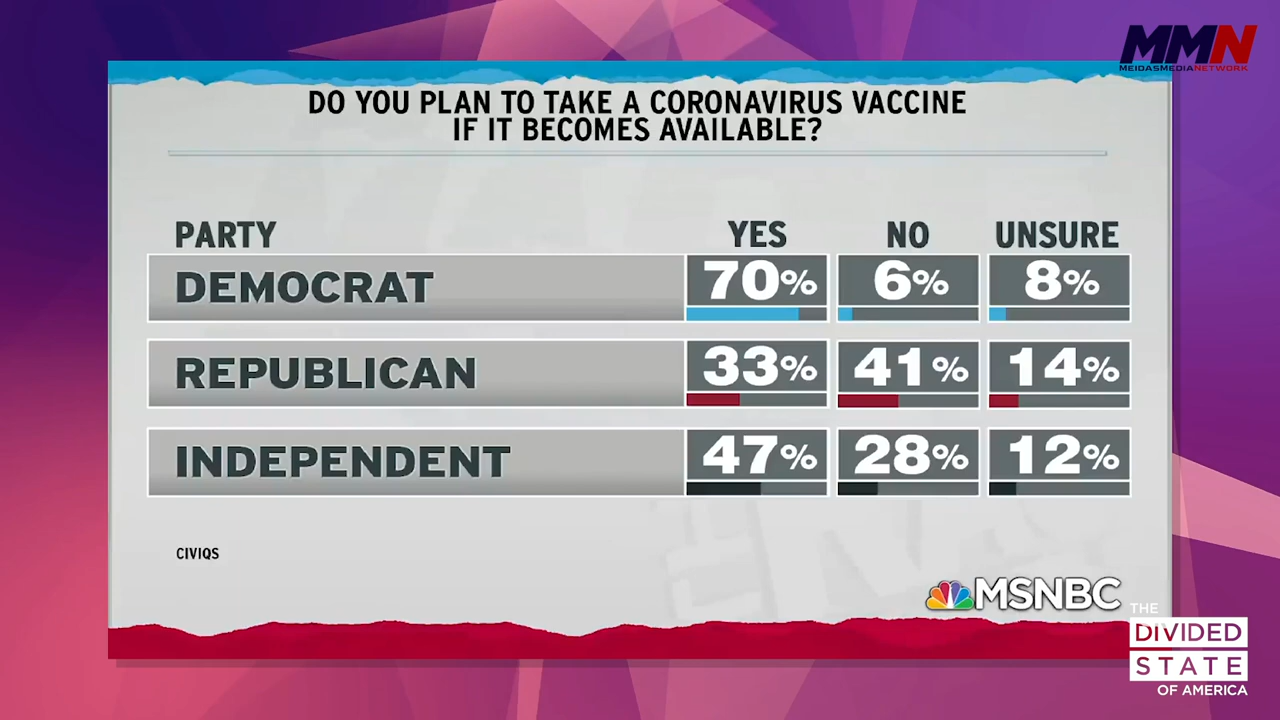 MMN
MEIDASMEDIANETWORK
DO YOU PLAN TO TAKE A CORONAVIRUS VACCINE
IF IT BECOMES AVAILABLE?
PARTY YES NO UNSURE
DEMOCRAT 70% 6% 8%
REPUBLICAN 33% 41% 14%
INDEPENDENT 47% 28% 12%
CIVIQS
MSNBC
THE
DIVIDED
STATE
OF AMERICA